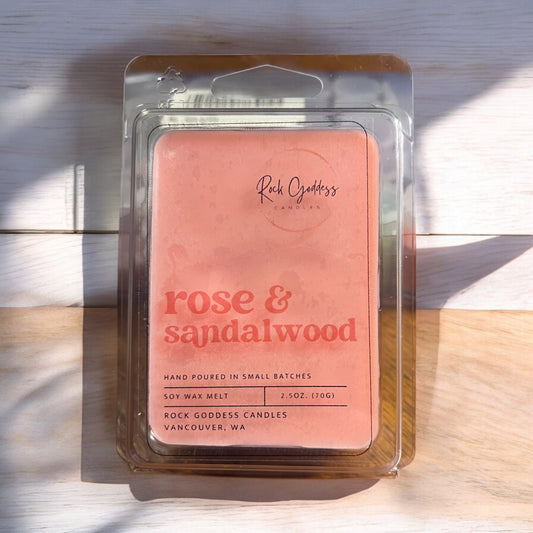 Rock Goddess
CANDLES
rose &
sandalwood
HAND POURED IN SMALL BATCHES
SOY WAX MELT 2.5OZ. (70G)
ROCK GODDESS CANDLES
VANCOUVER, WA